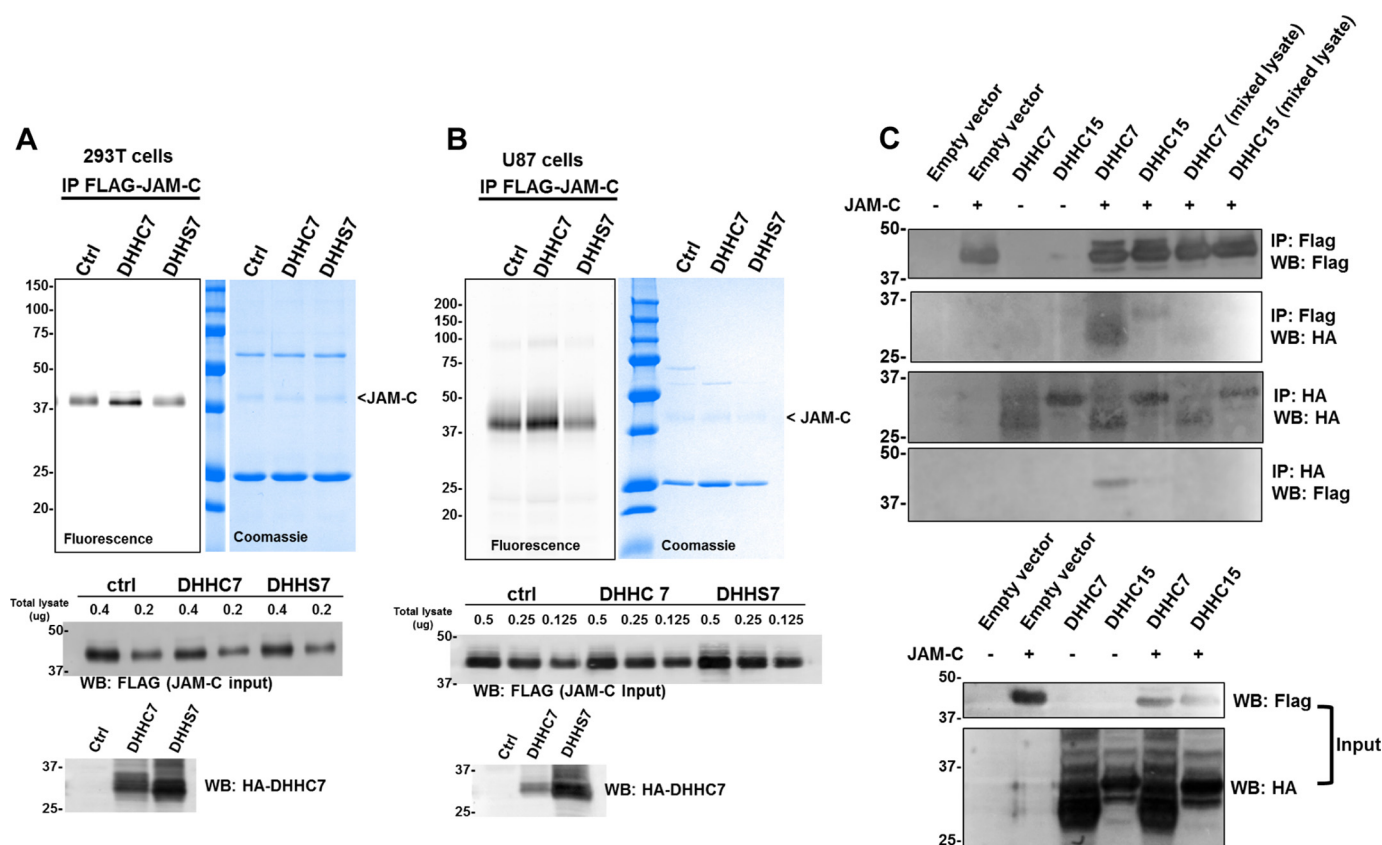 A
293T cells
IP FLAG-JAM-C
Ctrl
DHHC7
DHHS7
Ctrl
DHHC7
DHHS7
150-
100-
75-
50-
37-
25-
20-
<JAM-C
Fluorescence
Coomassie
ctrl DHHC7 DHHS7
Total lysate
(ug)
0.4 0.2 0.4 0.2 0.4 0.2
50-
37-
WB: FLAG (JAM-C input)
Ctrl
DHHC7
DHHS7
37-
25-
WB: HA-DHHC7
B
U87 cells
IP FLAG-JAM-C
Ctrl
DHHC7
DHHS7
Ctrl
DHHC7
DHHS7
200-
150-
100-
75-
50-
37-
25-
20-
< JAM-C
Fluorescence
Coomassie
ctrl DHHC 7 DHHS7
Total lysate
(ug)
0.5 0.25 0.125 0.5 0.25 0.125 0.5 0.25 0.125
50-
37-
WB: FLAG (JAM-C Input)
Ctrl
DHHC7
DHHS7
37-
25-
WB: HA-DHHC7
C
Empty vector
Empty vector
DHHC7
DHHC15
DHHC7
DHHC15
DHHC7 (mixed lysate)
DHHC15 (mixed lysate)
JAM-C - + - - + + + +
50-
37-
IP: Flag
WB: Flag
37-
25-
IP: Flag
WB: HA
37-
25-
IP: HA
WB: HA
50-
37-
IP: HA
WB: Flag
Empty vector
Empty vector
DHHC7
DHHC15
DHHC7
DHHC15
JAM-C - + - - + +
50-
37-
WB: Flag
Input
37-
25-
WB: HA